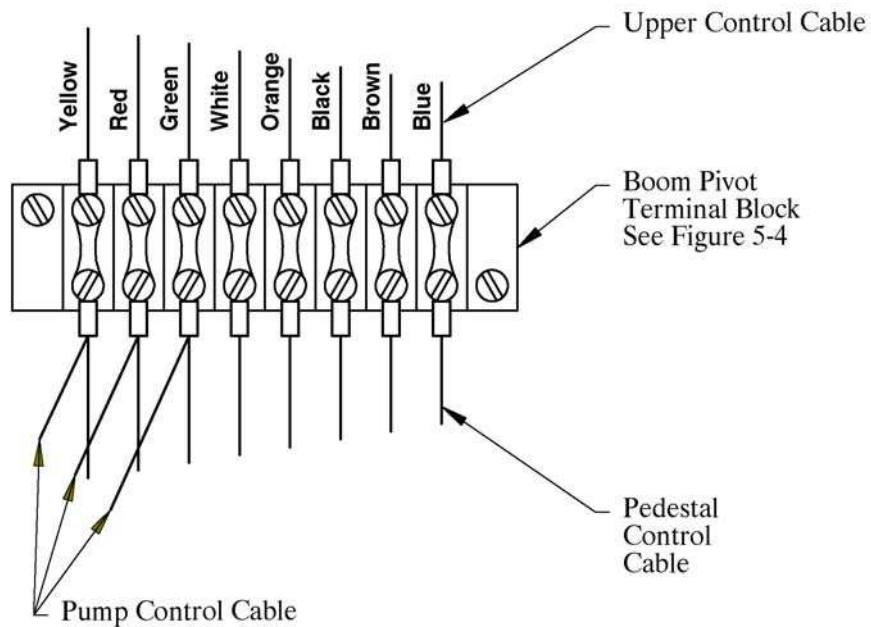 Upper Control Cable
Yellow
Red
Green
White
Orange
Black
Brown
Blue
Boom Pivot
Terminal Block
See Figure 5-4
Pedestal
Control
Cable
Pump Control Cable